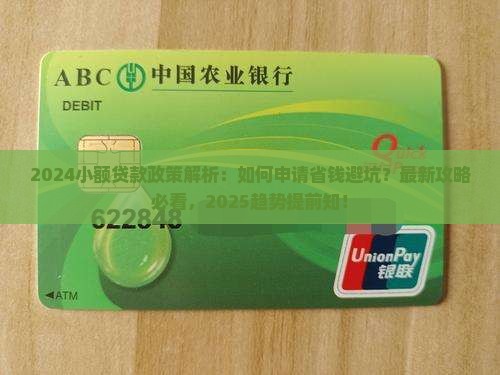 ABC 中国农业银行
DEBIT
Quick
2024小额贷款政策解析：如何申请省钱避坑？最新攻略
必看，2025趋势提前知！
622848
UnionPay
银联
◀ATM